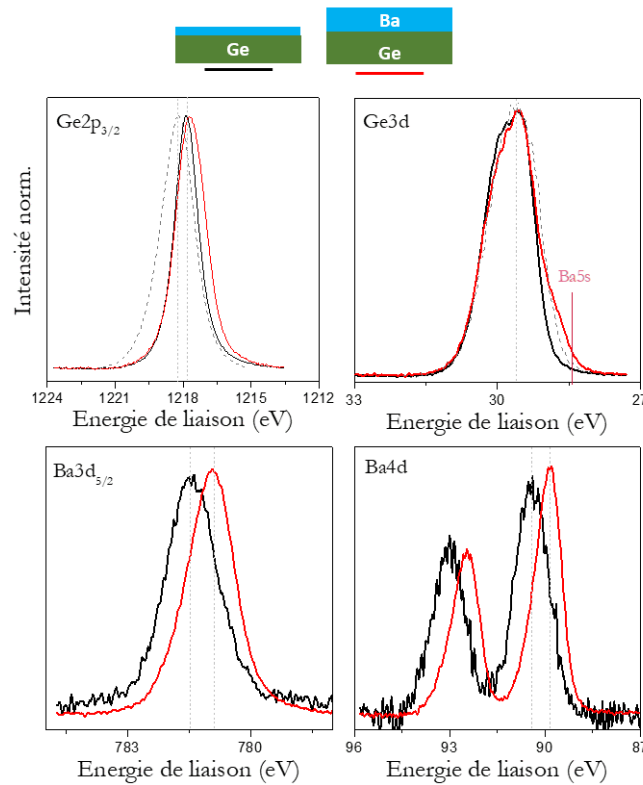 Ge
Ba
Ge
Ge2p3/2
Intensité norm.
1224 1221 1218 1215 1212
Energie de liaison (eV)
Ge3d
Ba5s
33 30 27
Energie de liaison (eV)
Ba3d5/2
783 780
Energie de liaison (eV)
Ba4d
96 93 90 87
Energie de liaison (eV)